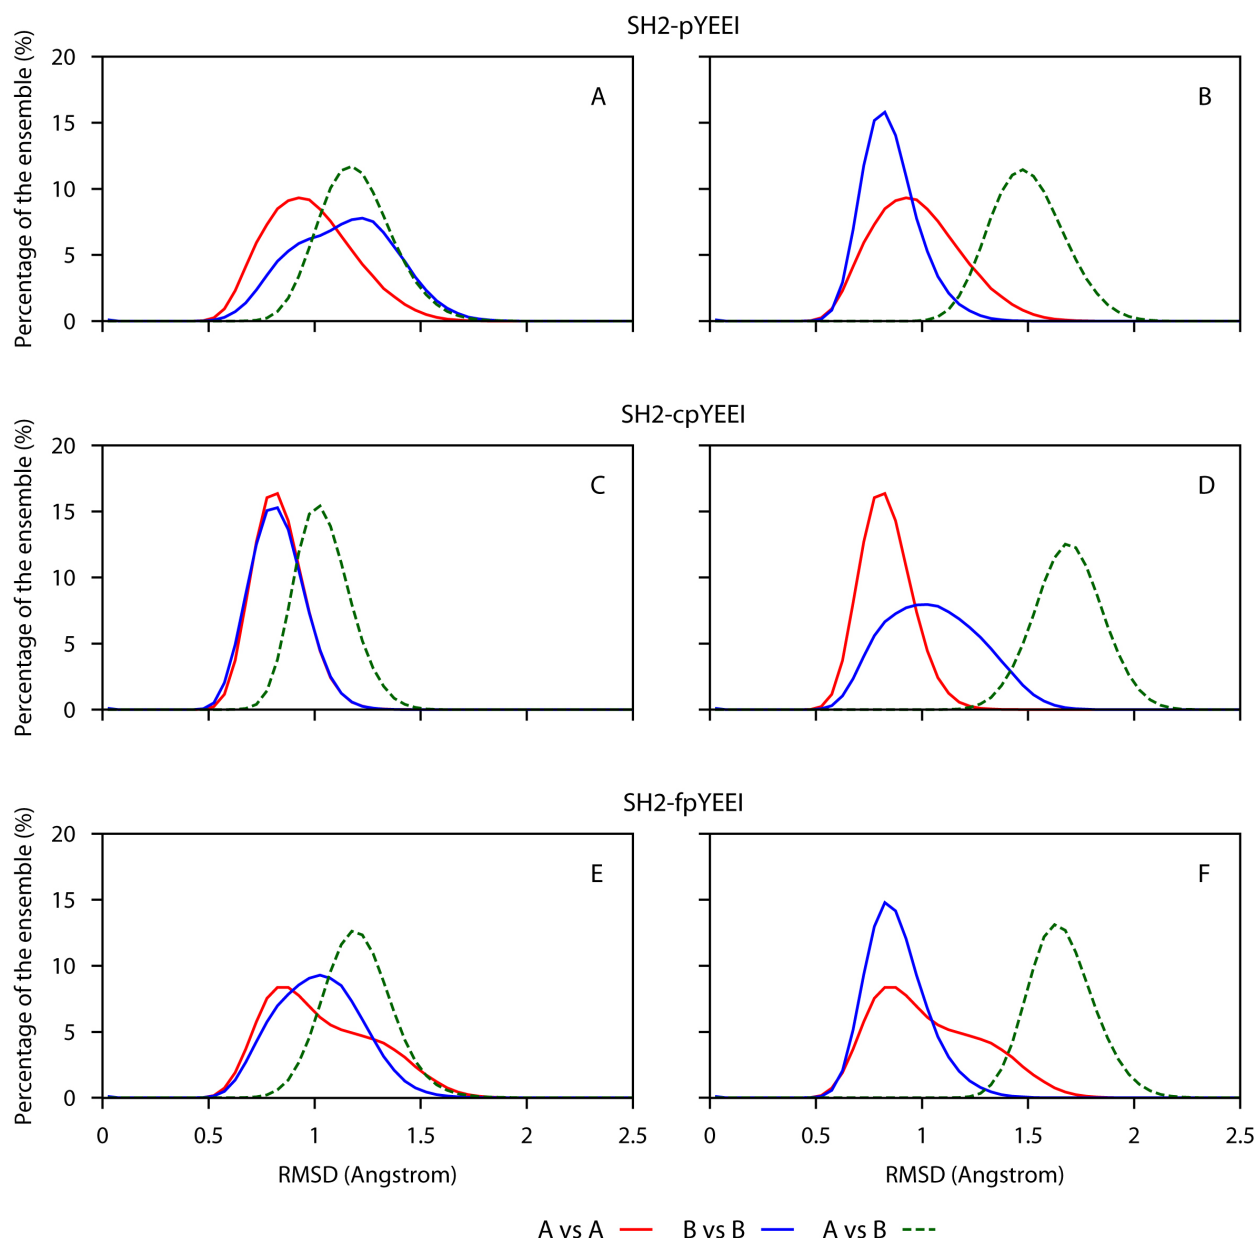 SH2-pYEEI
Percentage of the ensemble (%)
20
15
10
5
0
A
B
SH2-cpYEEI
Percentage of the ensemble (%)
20
15
10
5
0
C
D
SH2-fpYEEI
Percentage of the ensemble (%)
20
15
10
5
0
E
F
0 0.5 1 1.5 2 2.5
0 0.5 1 1.5 2 2.5
RMSD (Angstrom)
RMSD (Angstrom)
A vs A B vs B A vs B